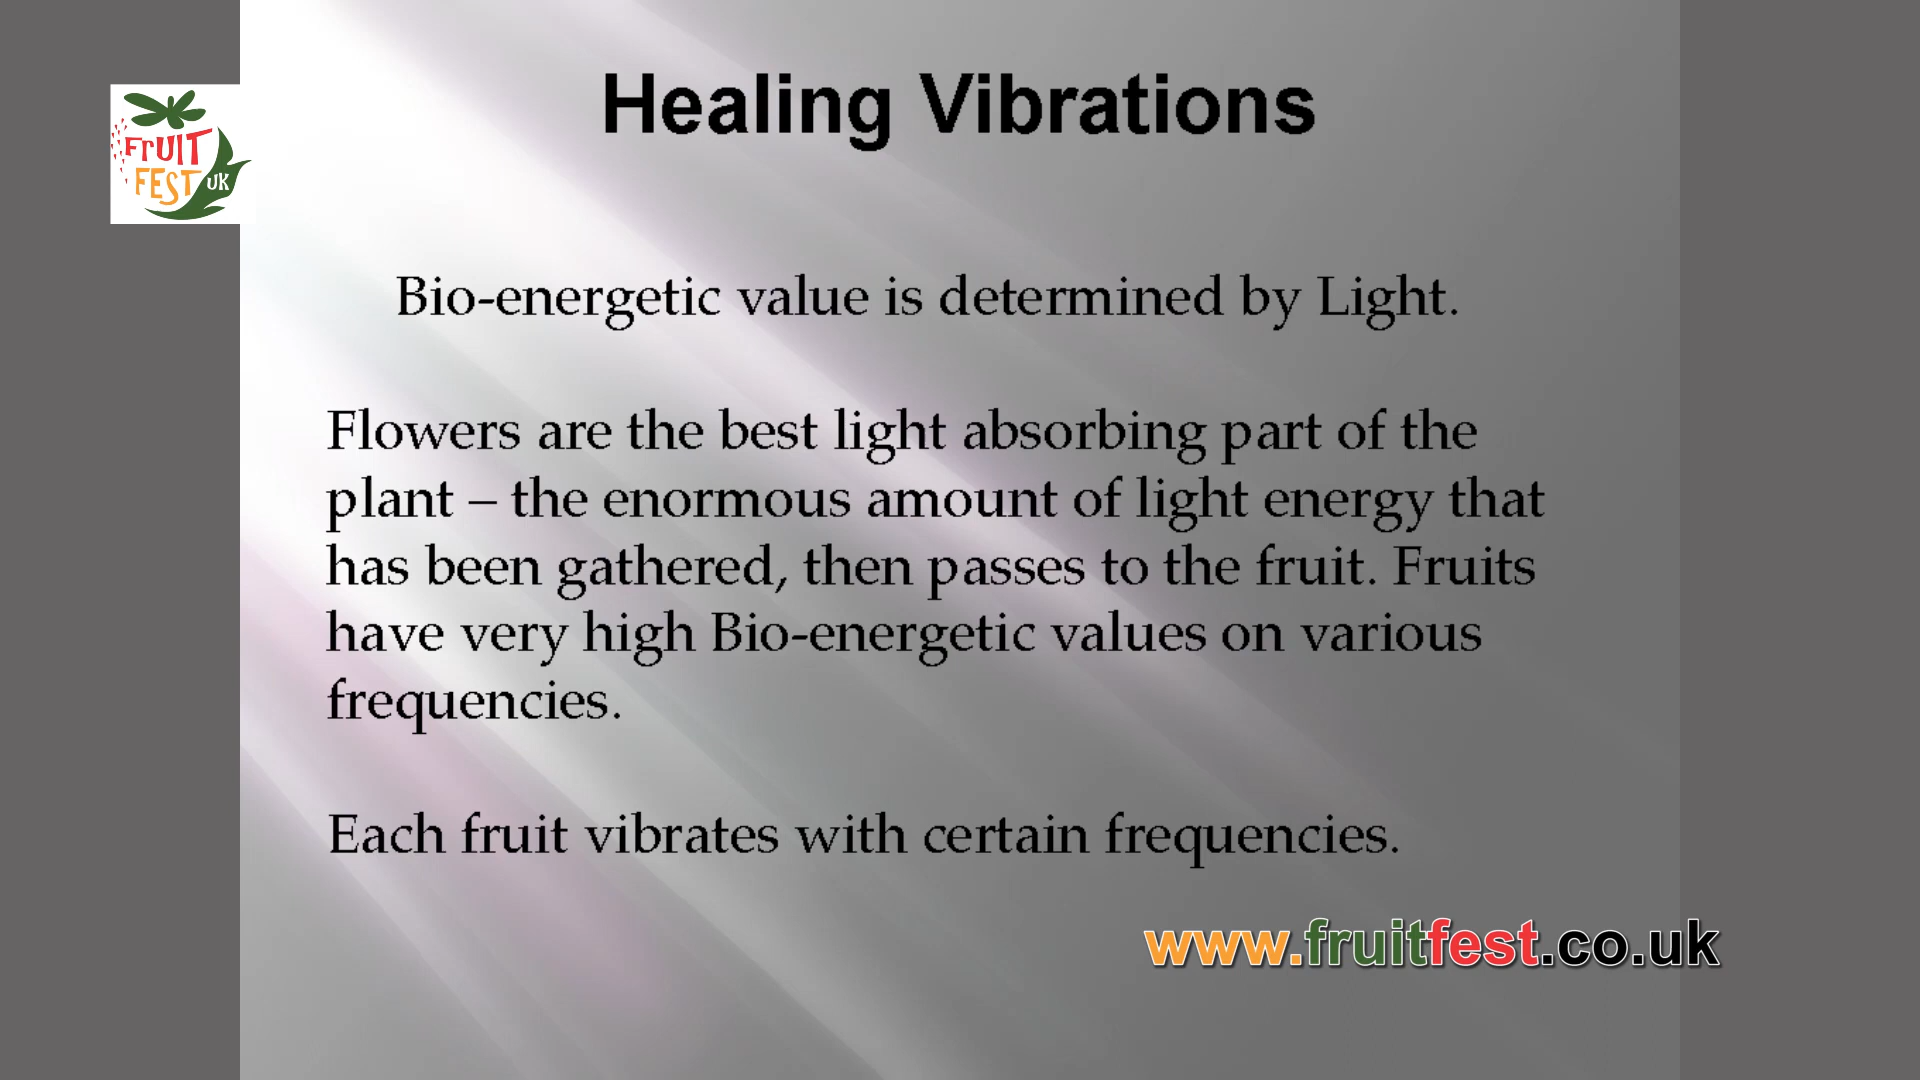 Healing Vibrations
FrUIT
FEST UK
Bio-energetic value is determined by Light.
Flowers are the best light absorbing part of the
plant – the enormous amount of light energy that
has been gathered, then passes to the fruit. Fruits
have very high Bio-energetic values on various
frequencies.
Each fruit vibrates with certain frequencies.
www.fruitfest.co.uk